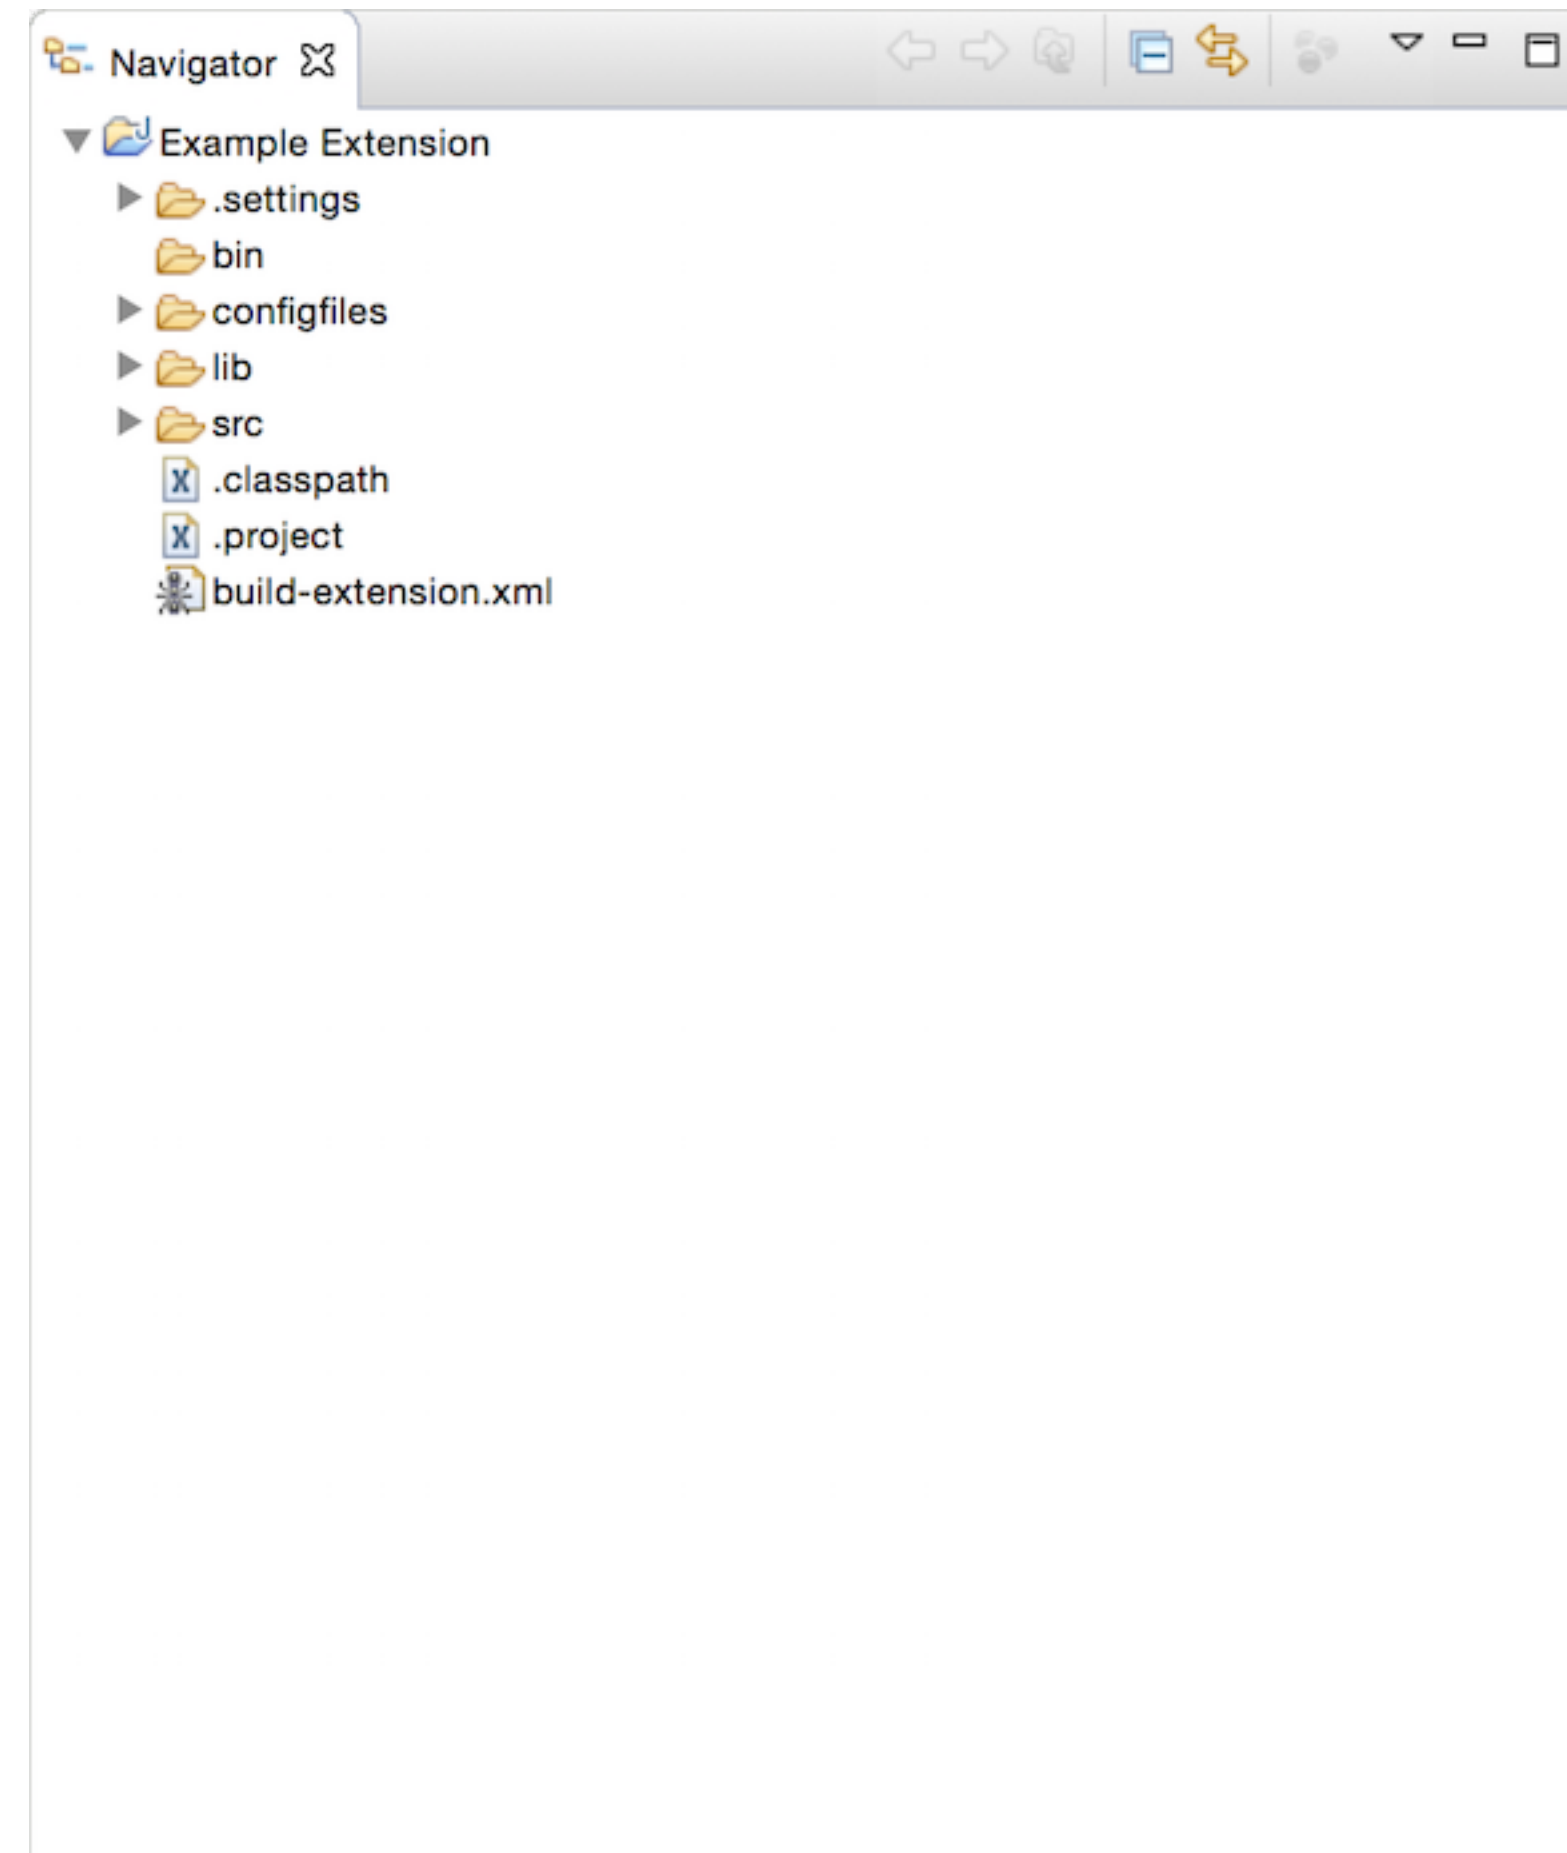 Navigator
Example Extension
.settings
bin
configfiles
lib
src
.classpath
.project
build-extension.xml